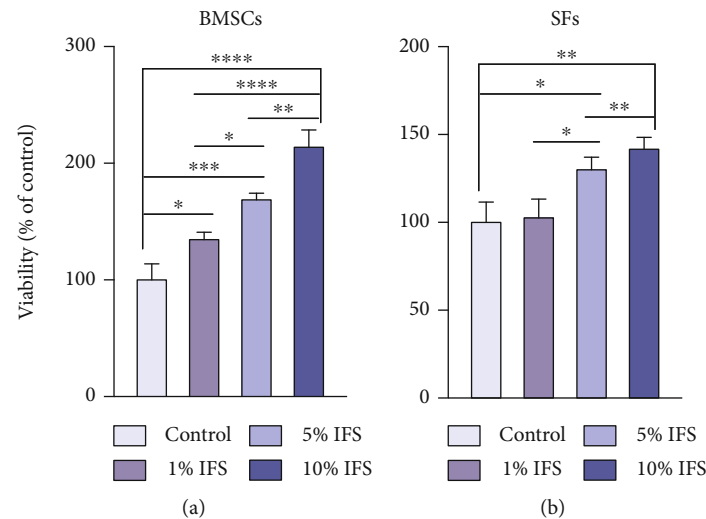 BMSCs
300
200
100
0
Viability (% of control)
****
****
**
*
***
*
Control
5% IFS
1% IFS
10% IFS
(a)
SFs
200
150
100
50
0
**
*
**
*
Control
5% IFS
1% IFS
10% IFS
(b)